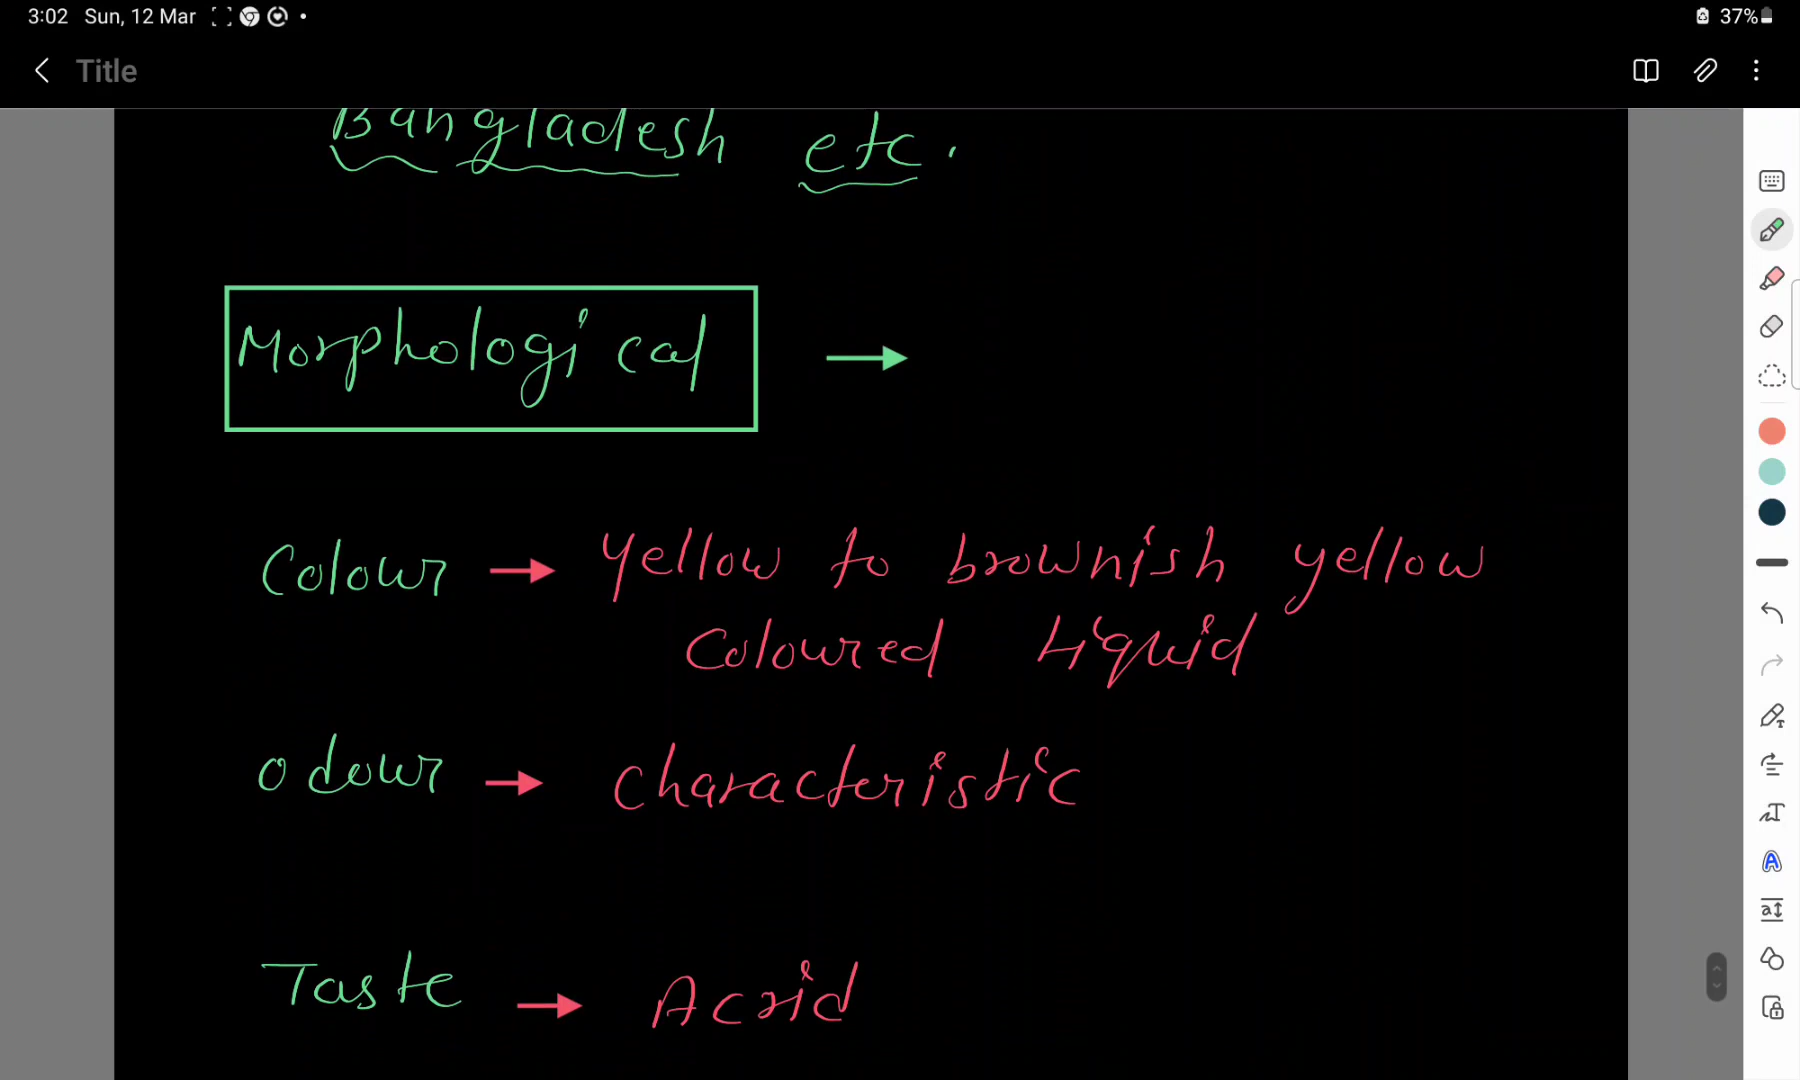 3:02 Sun, 12 Mar
37%
Title
Bangladesh etc.
Morphological →
Colour → Yellow to brownish yellow
coloured Liquid
odour → characteristic
Taste → Acrid